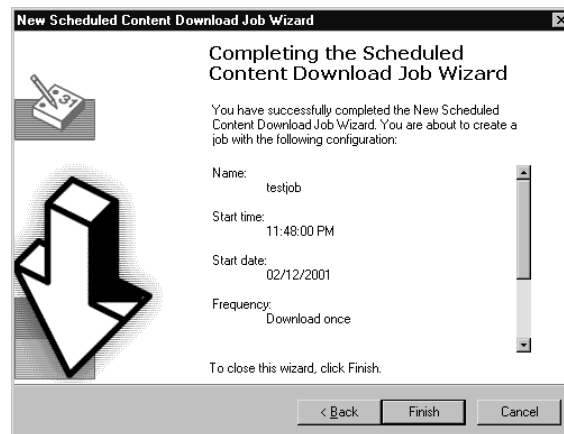 New Scheduled Content Download Job Wizard
31
Completing the Scheduled
Content Download Job Wizard
You have successfully completed the New Scheduled
Content Download Job Wizard. You are about to create a
job with the following configuration:
Name:
testjob
Start time:
11:48:00 PM
Start date:
02/12/2001
Frequency:
Download once
To close this wizard, click Finish.
< Back
Finish
Cancel